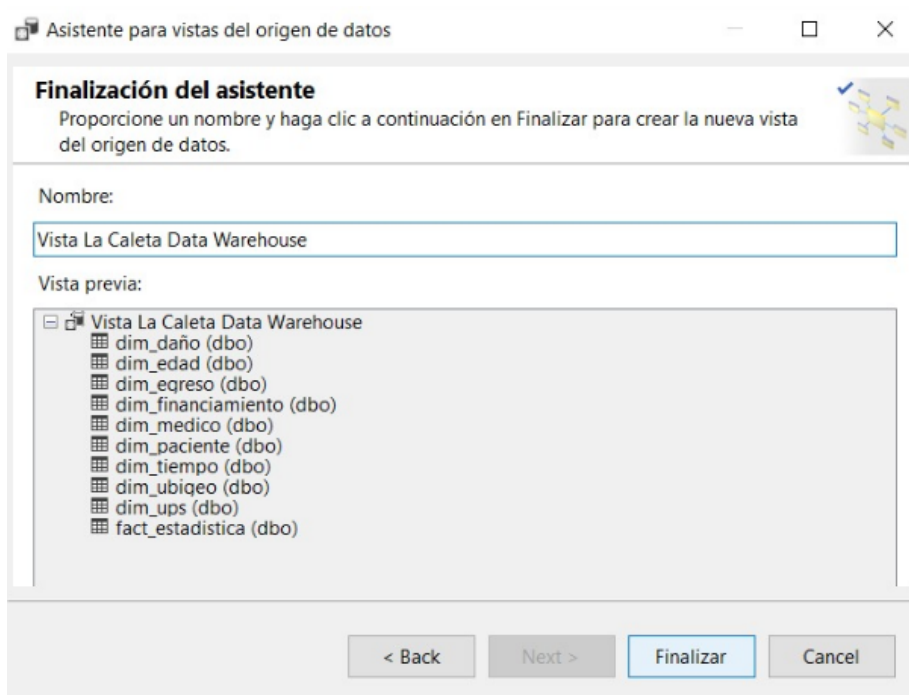 Asistente para vistas del origen de datos
Finalización del asistente
Proporcione un nombre y haga clic a continuación en Finalizar para crear la nueva vista
del origen de datos.
Nombre:
Vista La Caleta Data Warehouse
Vista previa:
Vista La Caleta Data Warehouse
dim_daño (dbo)
dim_edad (dbo)
dim_egreso (dbo)
dim_financiamiento (dbo)
dim_medico (dbo)
dim_paciente (dbo)
dim_tiempo (dbo)
dim_ubigeo (dbo)
dim_ups (dbo)
fact_estadistica (dbo)
< Back Next > Finalizar Cancel